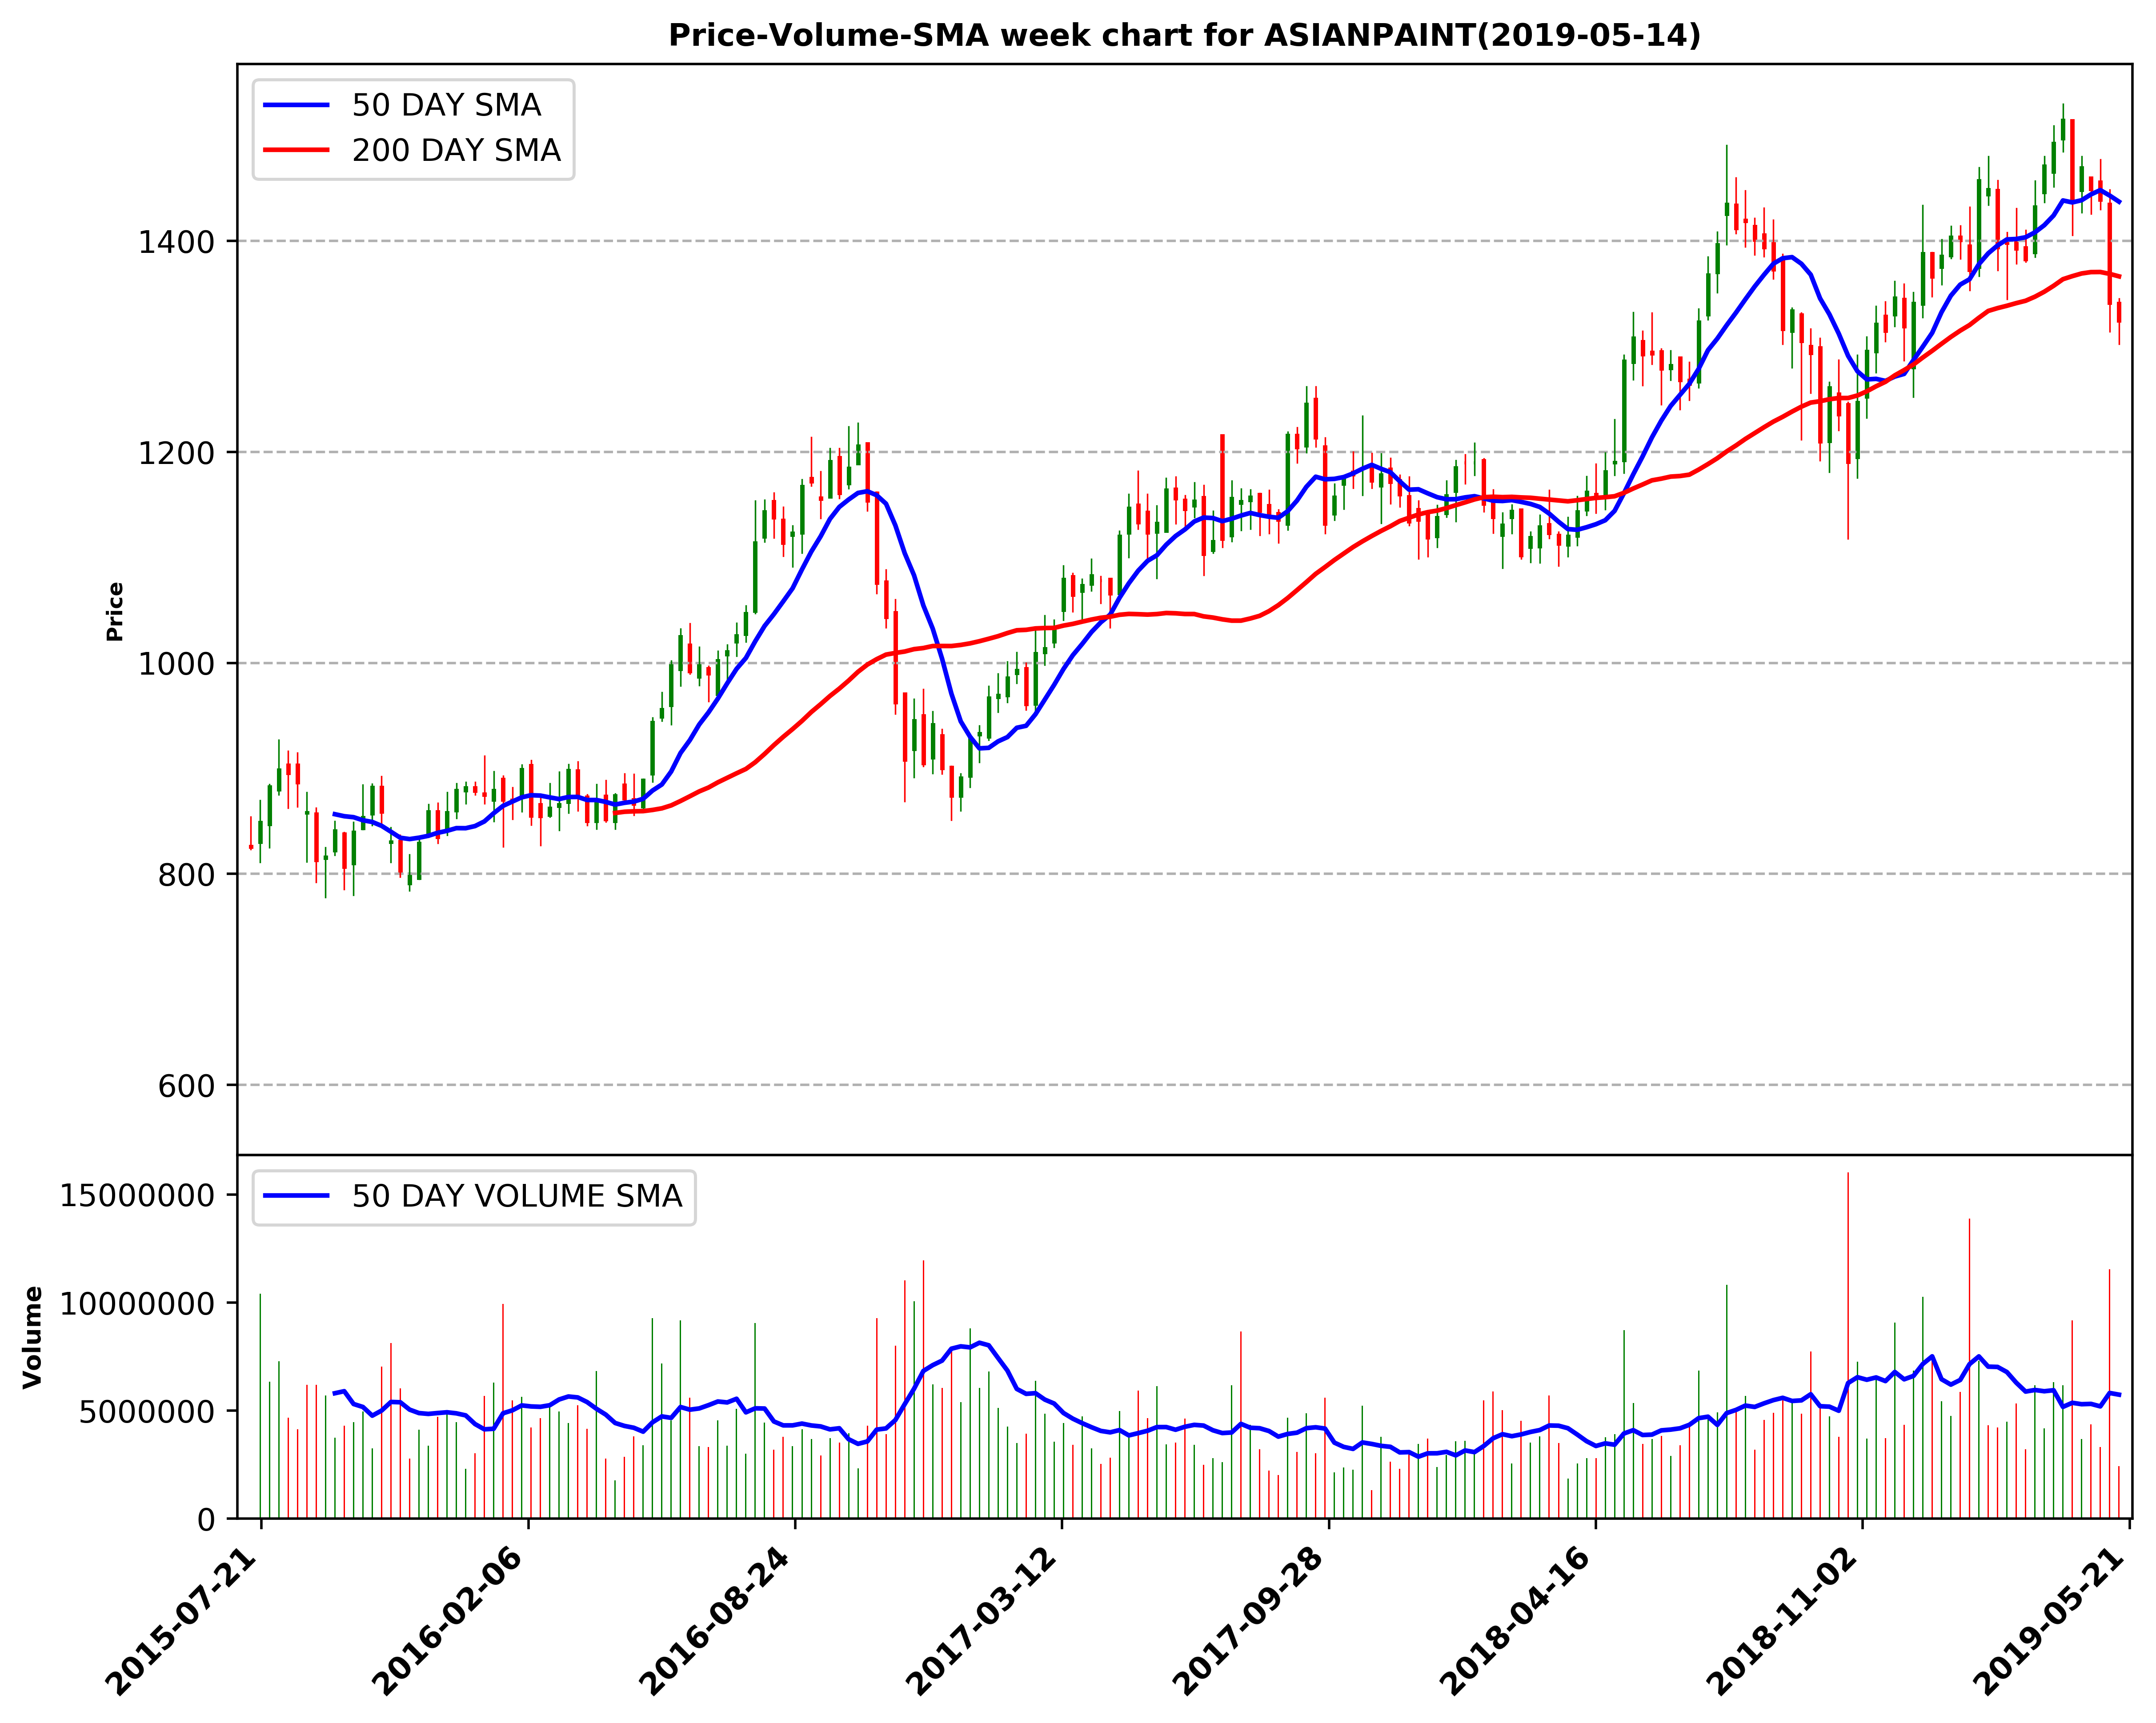 Price-Volume-SMA week chart for ASIANPAINT(2019-05-14)
50 DAY SMA
200 DAY SMA
1400
1200
1000
800
600
Price
50 DAY VOLUME SMA
15000000
10000000
5000000
0
Volume
2015-07-21
2016-02-06
2016-08-24
2017-03-12
2017-09-28
2018-04-16
2018-11-02
2019-05-21